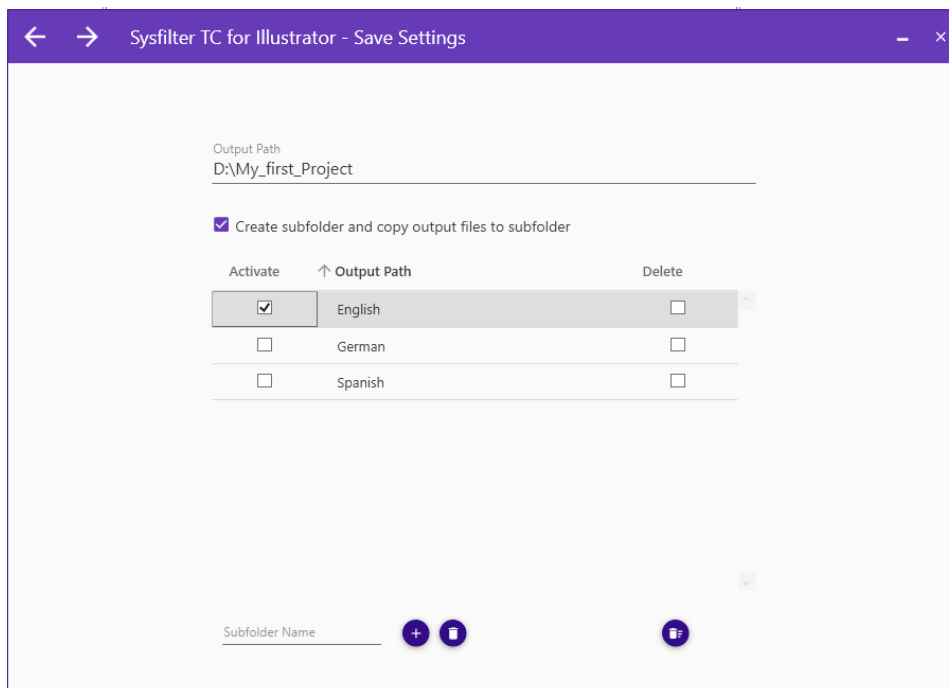 Sysfilter TC for Illustrator - Save Settings
Output Path
D:\My_first_Project
Create subfolder and copy output files to subfolder
Activate Output Path Delete
English
German
Spanish
Subfolder Name